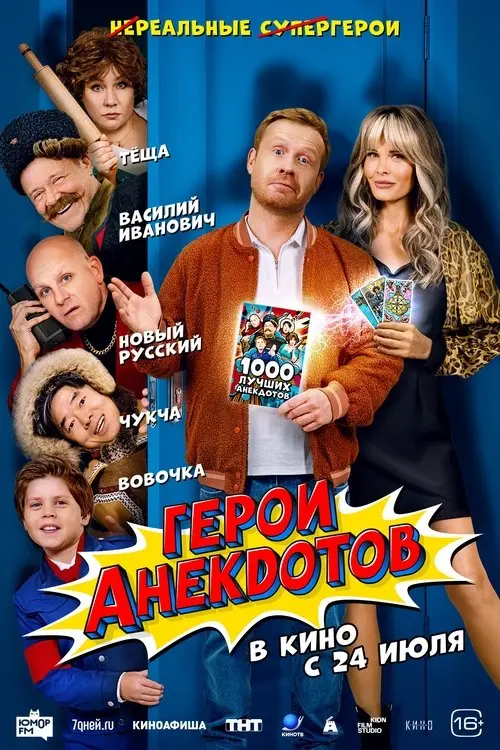 НЕРЕАЛЬНЫЕ СУПЕРГЕРОИ
ТЁЩА
ВАСИЛИЙ
ИВАНОВИЧ
НОВЫЙ
РУССКИЙ
ЧУКЧА
ВОВОЧКА
1000
ЛУЧШИХ
АНЕКДОТОВ
ГЕРОИ
АНЕКДОТОВ
В КИНО
С 24 ИЮЛЯ
ЮМОР FM
7дней.ru
КИНОАФИША
ТНТ
КИНОТВ
KION
FILM
STUDIO
КИНО
16+